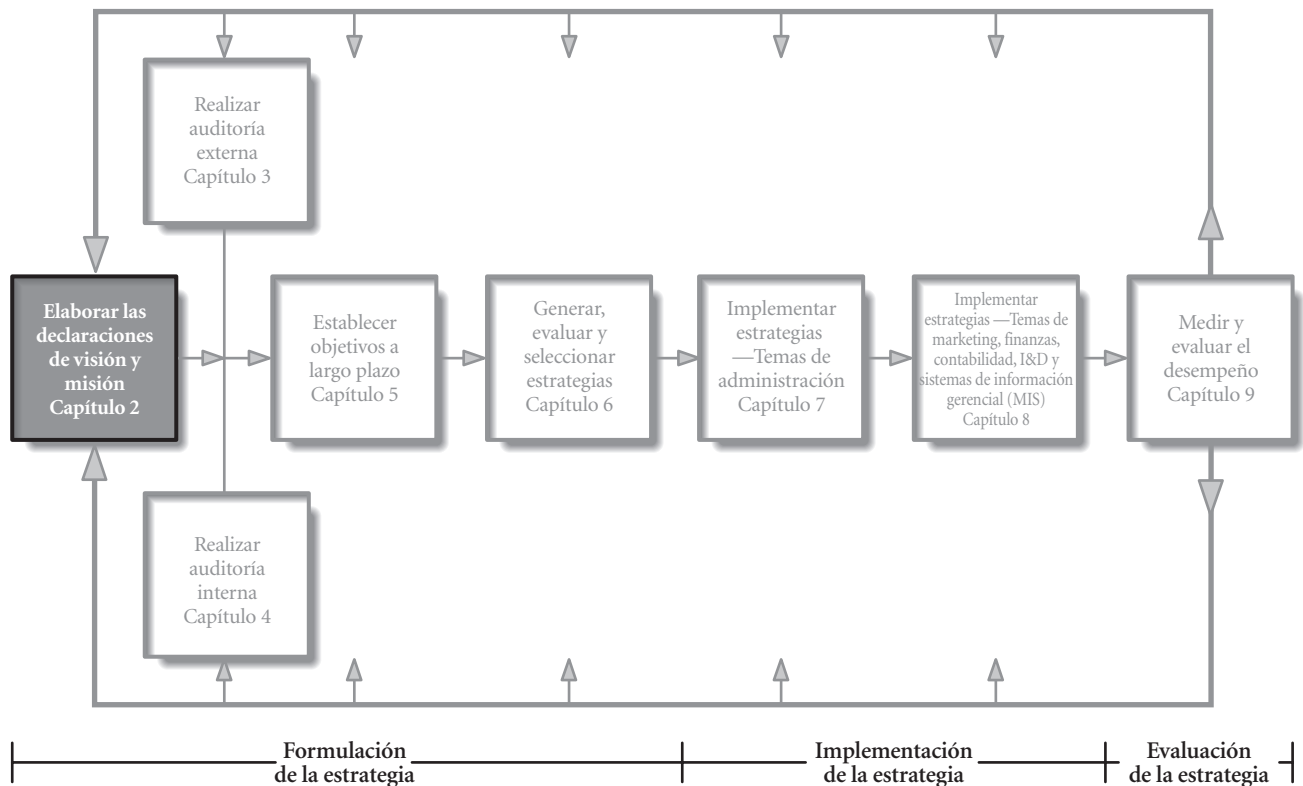 Realizar
auditoría
externa
Capítulo 3
Elaborar las
declaraciones
de visión y
misión
Capítulo 2
Establecer
objetivos a
largo plazo
Capítulo 5
Generar,
evaluar y
seleccionar
estrategias
Capítulo 6
Implementar
estrategias
—Temas de
administración
Capítulo 7
Implementar
estrategias —Temas de
marketing, finanzas,
contabilidad, I&D y
sistemas de información
gerencial (MIS)
Capítulo 8
Medir y
evaluar el
desempeño
Capítulo 9
Realizar
auditoría
interna
Capítulo 4
Formulación
de la estrategia
Implementación
de la estrategia
Evaluación
de la estrategia